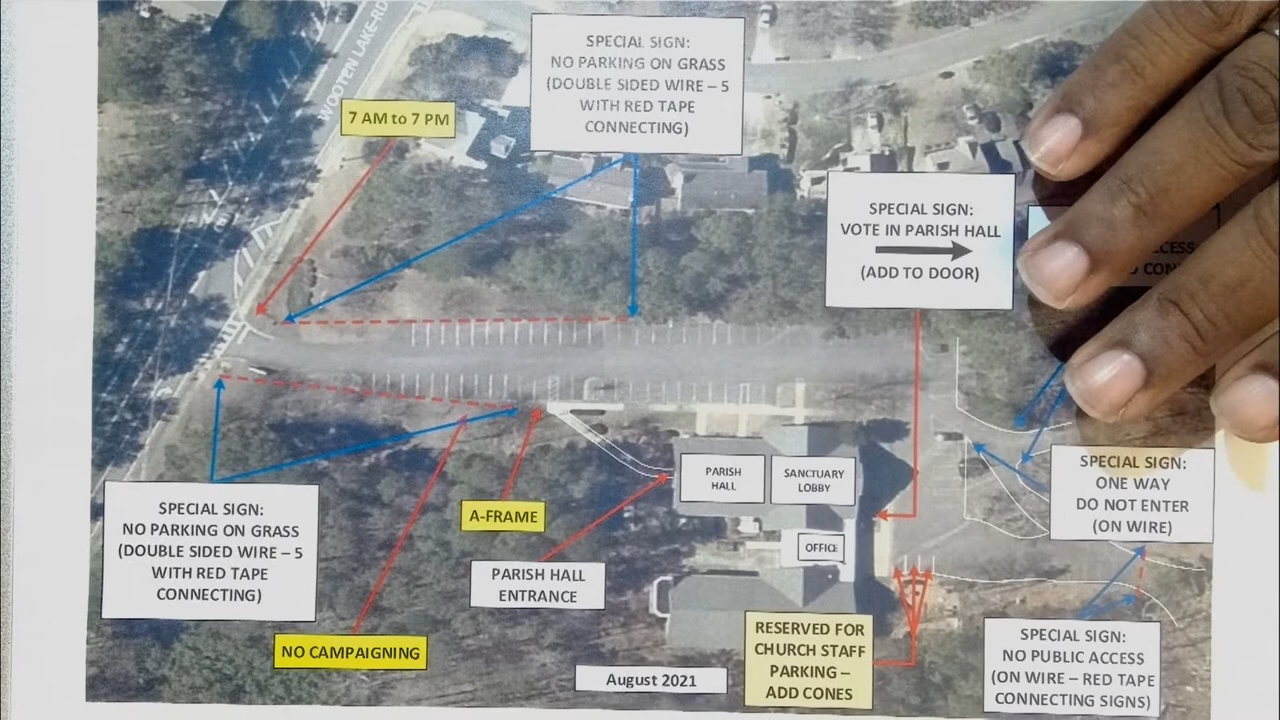 WOOTEN LAKE RD
SPECIAL SIGN:
NO PARKING ON GRASS
(DOUBLE SIDED WIRE – 5
WITH RED TAPE
CONNECTING)
7 AM to 7 PM
SPECIAL SIGN:
VOTE IN PARISH HALL
(ADD TO DOOR)
PARISH
HALL
SANCTUARY
LOBBY
OFFICE
SPECIAL SIGN:
ONE WAY
DO NOT ENTER
(ON WIRE)
SPECIAL SIGN:
NO PARKING ON GRASS
(DOUBLE SIDED WIRE – 5
WITH RED TAPE
CONNECTING)
A-FRAME
PARISH HALL
ENTRANCE
NO CAMPAIGNING
August 2021
RESERVED FOR
CHURCH STAFF
PARKING –
ADD CONES
SPECIAL SIGN:
NO PUBLIC ACCESS
(ON WIRE – RED TAPE
CONNECTING SIGNS)